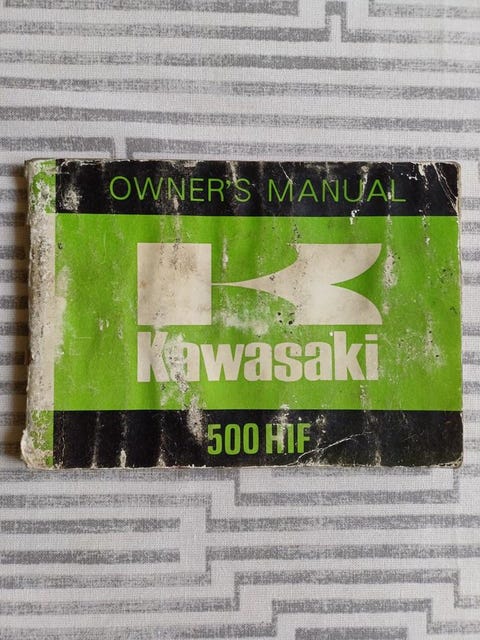 OWNER'S MANUAL
Kawasaki
500 H1F